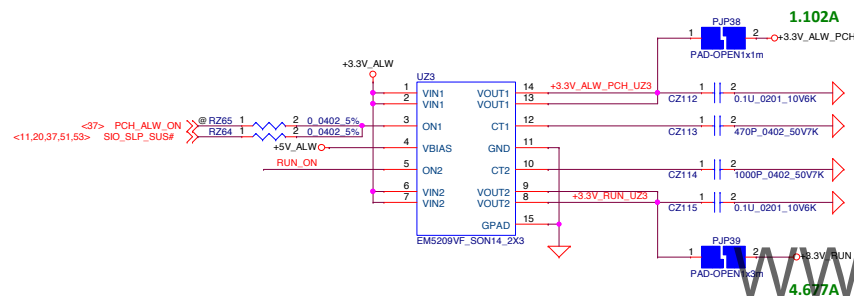 1.102A
PJP38
1 2 +3.3V_ALW_PCH
PAD-OPEN1x1m
+3.3V_ALW
UZ3
1 VIN1 VOUT1 14 +3.3V_ALW_PCH_UZ3
2 VIN1 VOUT1 13
CZ112 1 2 0.1U_0201_10V6K
<37> PCH_ALW_ON @ RZ65 1 2 0_0402_5%
3 ON1 CT1 12
CZ113 1 2 470P_0402_50V7K
<11,20,37,51,53> SIO_SLP_SUS# RZ64 1 2 0_0402_5%
+5V_ALW 4 VBIAS GND 11
RUN_ON 5 ON2 CT2 10
CZ114 1 2 1000P_0402_50V7K
6 VIN2 VOUT2 9
7 VIN2 VOUT2 8 +3.3V_RUN_UZ3
CZ115 1 2 0.1U_0201_10V6K
GPAD 15
EM5209VF_SON14_2X3
PJP39
1 2 +3.3V_RUN
PAD-OPEN1x3m
4.677A